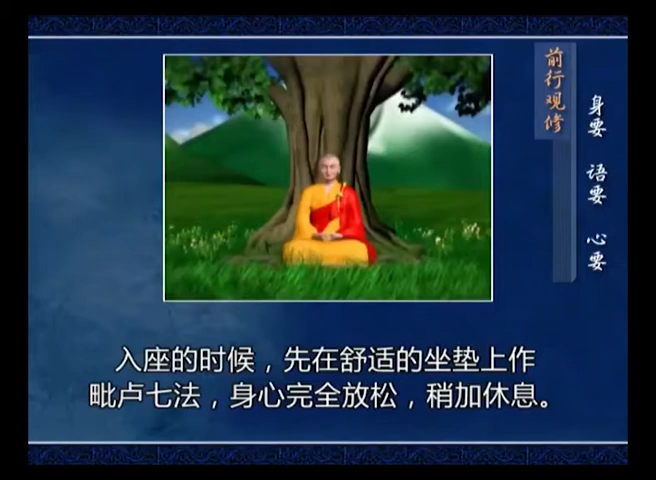 前行观修
身要 语要 心要
入座的时候，先在舒适的坐垫上作
毗卢七法，身心完全放松，稍加休息。